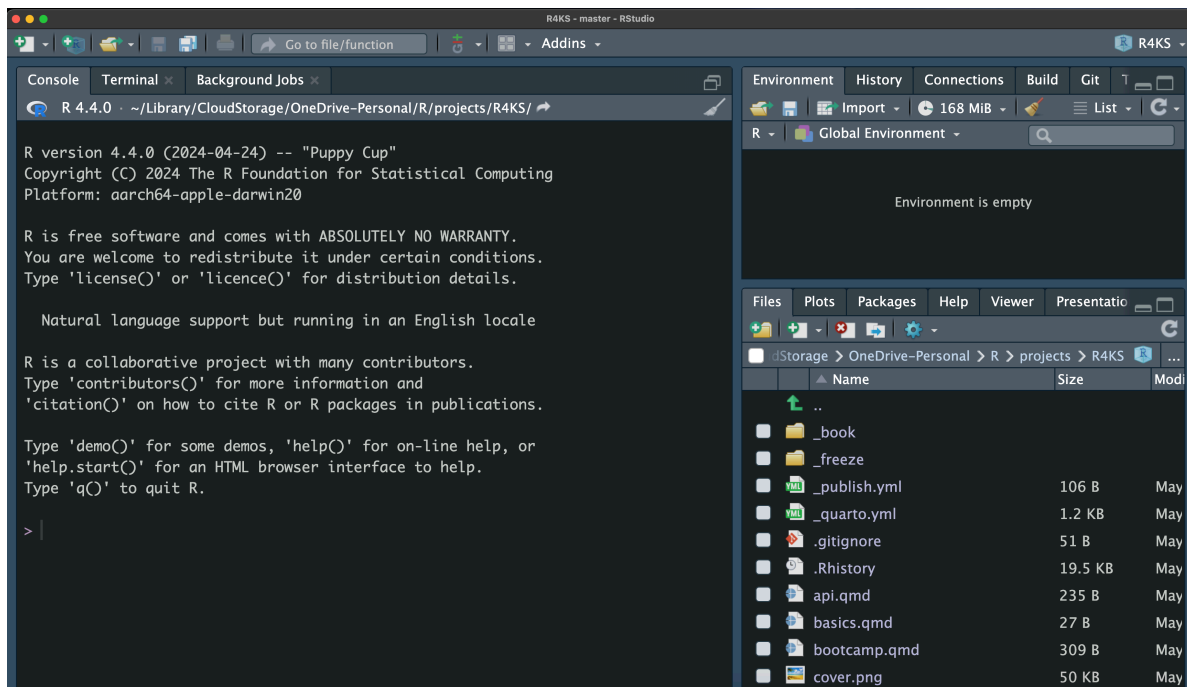 R4KS - master - RStudio
Go to file/function
Addins
R4KS
Console Terminal Background Jobs
R 4.4.0 · ~/Library/CloudStorage/OneDrive-Personal/R/projects/R4KS/
R version 4.4.0 (2024-04-24) -- "Puppy Cup"
Copyright (C) 2024 The R Foundation for Statistical Computing
Platform: aarch64-apple-darwin20
R is free software and comes with ABSOLUTELY NO WARRANTY.
You are welcome to redistribute it under certain conditions.
Type 'license()' or 'licence()' for distribution details.
Natural language support but running in an English locale
R is a collaborative project with many contributors.
Type 'contributors()' for more information and
'citation()' on how to cite R or R packages in publications.
Type 'demo()' for some demos, 'help()' for on-line help, or
'help.start()' for an HTML browser interface to help.
Type 'q()' to quit R.
>
Environment History Connections Build Git T
Import 168 MiB List
R Global Environment
Environment is empty
Files Plots Packages Help Viewer Presentatio
dStorage > OneDrive-Personal > R > projects > R4KS ...
Name Size Modi
..
_book
_freeze
_publish.yml 106 B May
_quarto.yml 1.2 KB May
.gitignore 51 B May
.Rhistory 19.5 KB May
api.qmd 235 B May
basics.qmd 27 B May
bootcamp.qmd 309 B May
cover.png 50 KB May